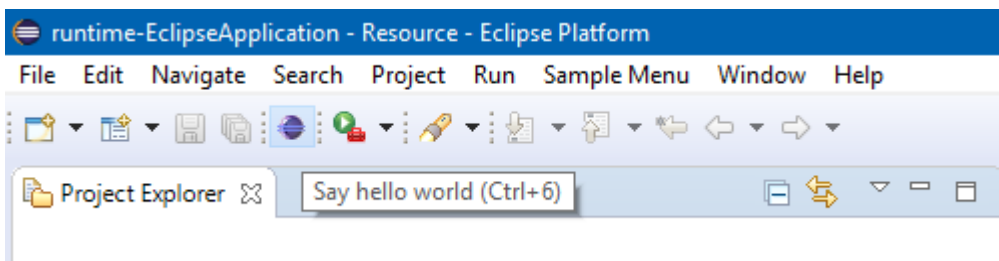 runtime-EclipseApplication - Resource - Eclipse Platform
File Edit Navigate Search Project Run Sample Menu Window Help
Project Explorer Say hello world (Ctrl+6)